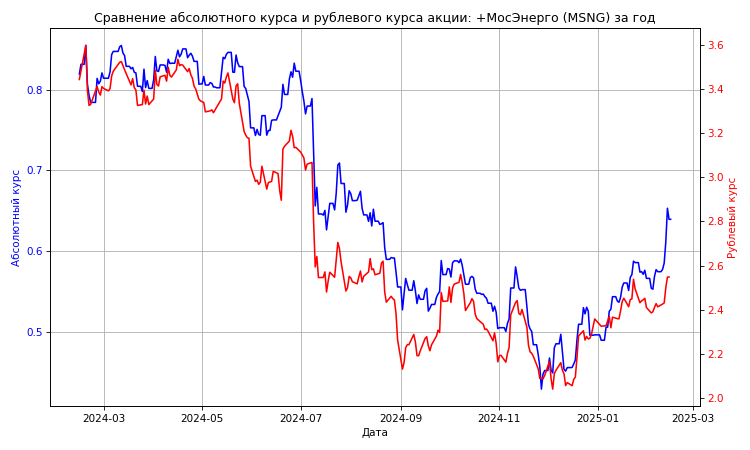 Сравнение абсолютного курса и рублевого курса акции: +МосЭнерго (MSNG) за год
0.8
0.7
0.6
0.5
Абсолютный курс
3.6
3.4
3.2
3.0
2.8
2.6
2.4
2.2
2.0
Рублевый курс
2024-03 2024-05 2024-07 2024-09 2024-11 2025-01 2025-03
Дата